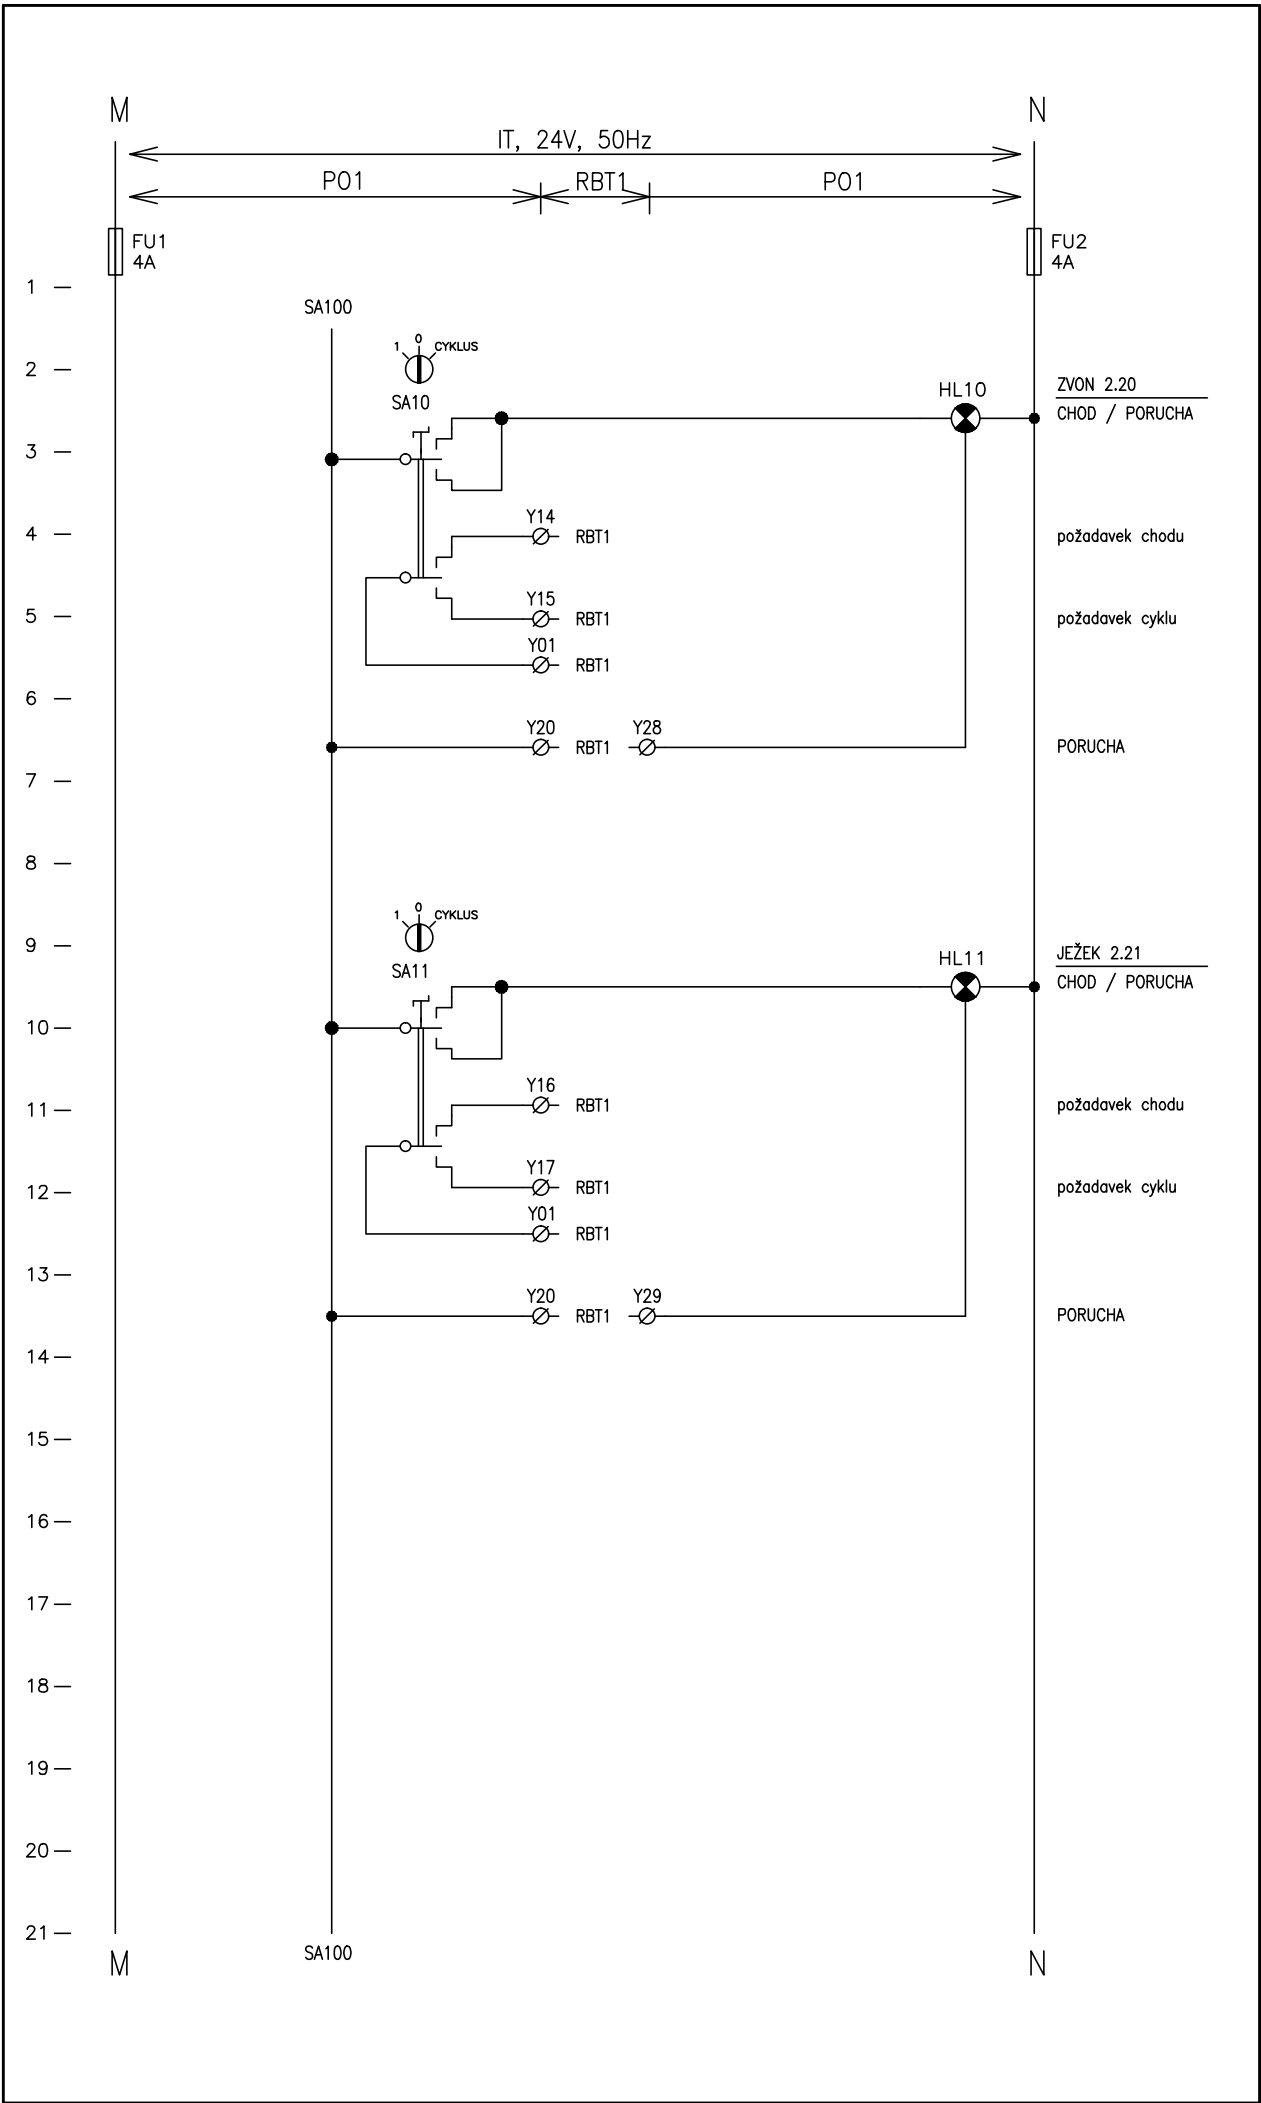 M
N
IT, 24V, 50Hz
PO1
RBT1
PO1
FU1
4A
FU2
4A
1
SA100
1 0 CYKLUS
2
SA10
HL10
ZVON 2.20
CHOD / PORUCHA
3
Y14
4
RBT1
požadavek chodu
Y15
5
RBT1
požadavek cyklu
Y01
RBT1
6
Y20
RBT1
Y28
PORUCHA
7
8
1 0 CYKLUS
9
SA11
HL11
JEŽEK 2.21
CHOD / PORUCHA
10
Y16
11
RBT1
požadavek chodu
Y17
12
RBT1
požadavek cyklu
Y01
RBT1
13
Y20
RBT1
Y29
PORUCHA
14
15
16
17
18
19
20
21
M
SA100
N